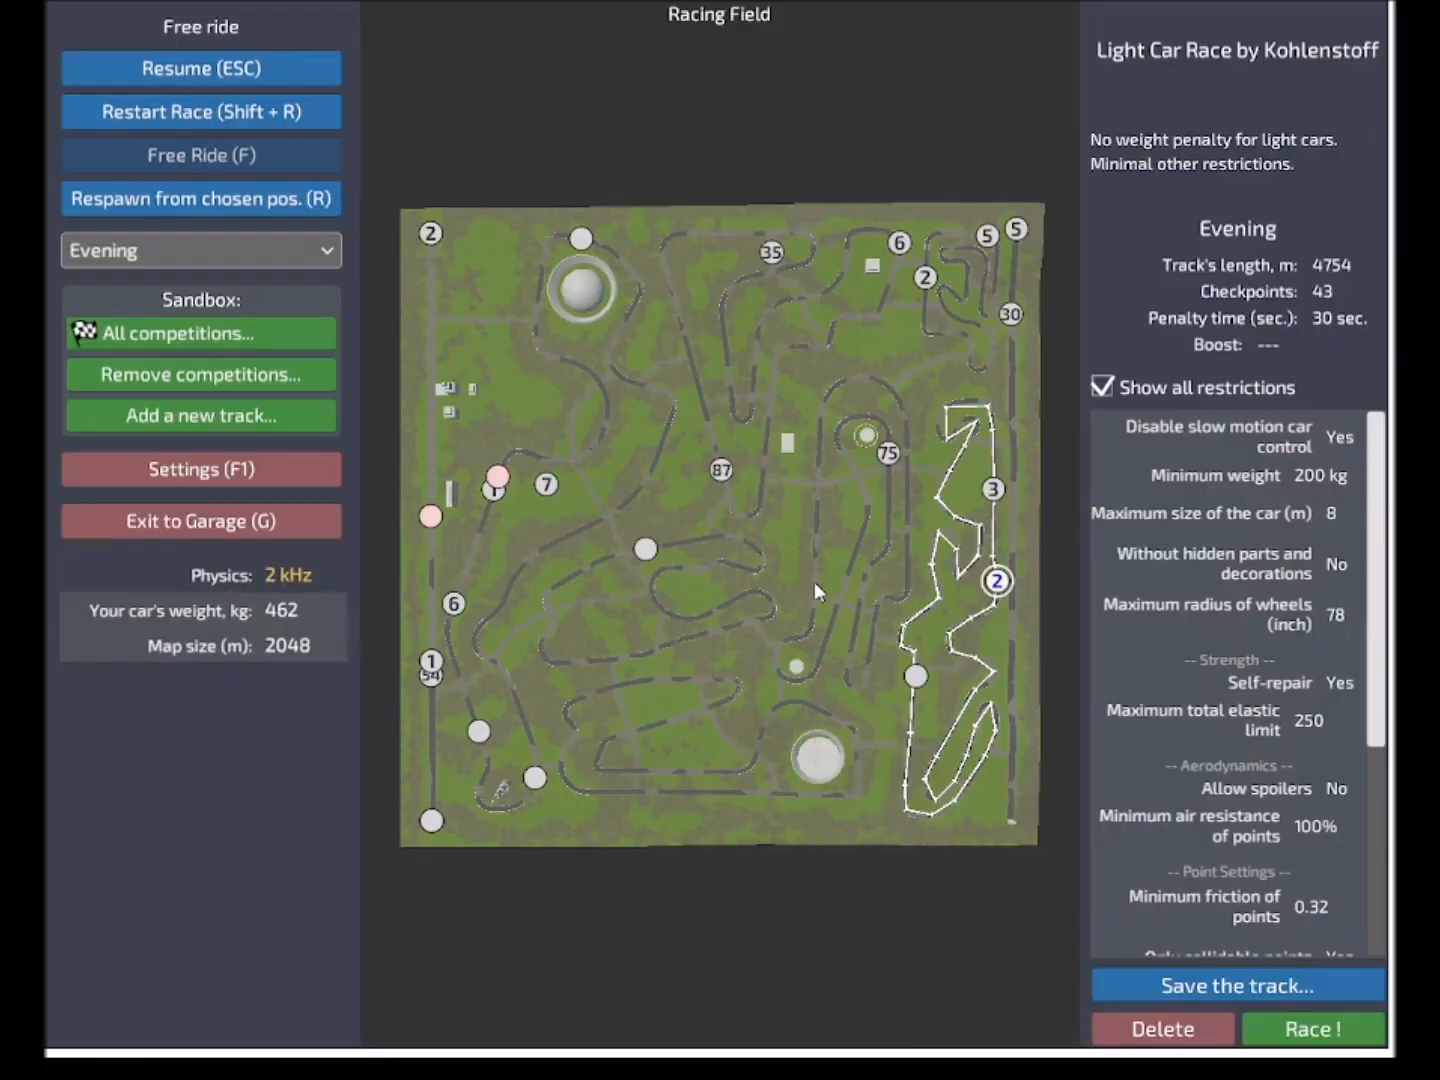 Racing Field
Free ride
Resume (ESC)
Restart Race (Shift + R)
Free Ride (F)
Respawn from chosen pos. (R)
Evening
Sandbox:
All competitions...
Remove competitions...
Add a new track...
Settings (F1)
Exit to Garage (G)
Physics: 2 kHz
Your car's weight, kg: 462
Map size (m): 2048
2
35
6
5
5
2
30
87
75
7
3
2
6
1
54
Light Car Race by Kohlenstoff
No weight penalty for light cars.
Minimal other restrictions.
Evening
Track's length, m: 4754
Checkpoints: 43
Penalty time (sec.): 30 sec.
Boost: ---
Show all restrictions
Disable slow motion car
control Yes
Minimum weight 200 kg
Maximum size of the car (m) 8
Without hidden parts and
decorations No
Maximum radius of wheels
(inch) 78
-- Strength --
Self-repair Yes
Maximum total elastic
limit 250
-- Aerodynamics --
Allow spoilers No
Minimum air resistance
of points 100%
-- Point Settings --
Minimum friction of
points 0.32
Save the track...
Delete
Race !